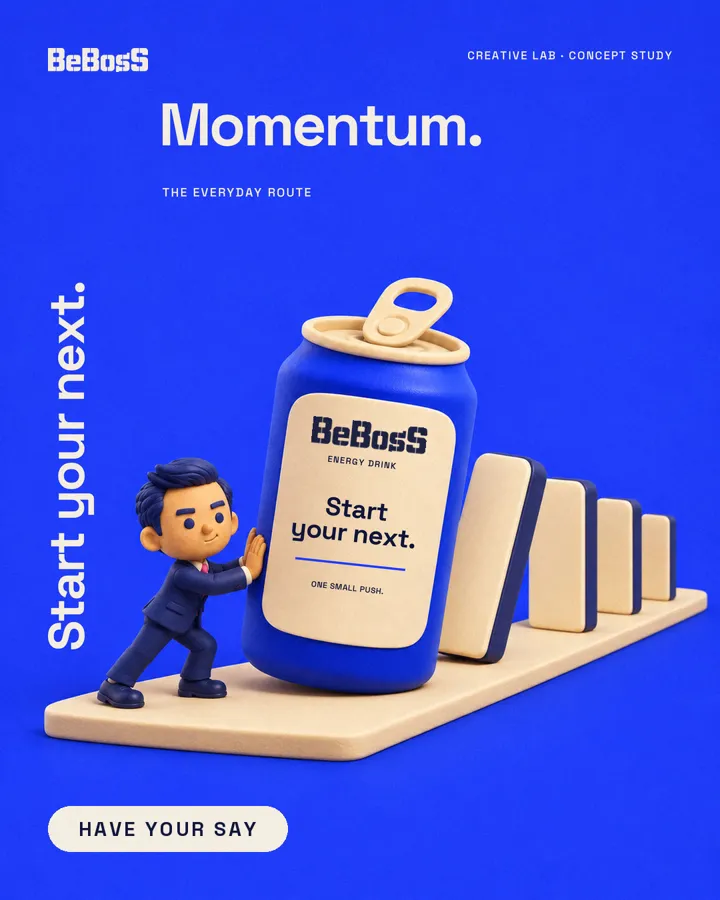 BeBosS
CREATIVE LAB · CONCEPT STUDY
Momentum.
THE EVERYDAY ROUTE
Start your next.
BeBosS
ENERGY DRINK
Start
your next.
ONE SMALL PUSH.
HAVE YOUR SAY